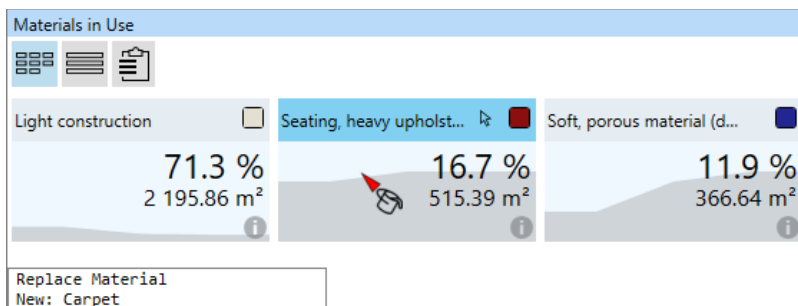 Materials in Use
Light construction
71.3 %
2 195.86 m²
Seating, heavy upholst...
16.7 %
515.39 m²
Soft, porous material (d...
11.9 %
366.64 m²
Replace Material
New: Carpet